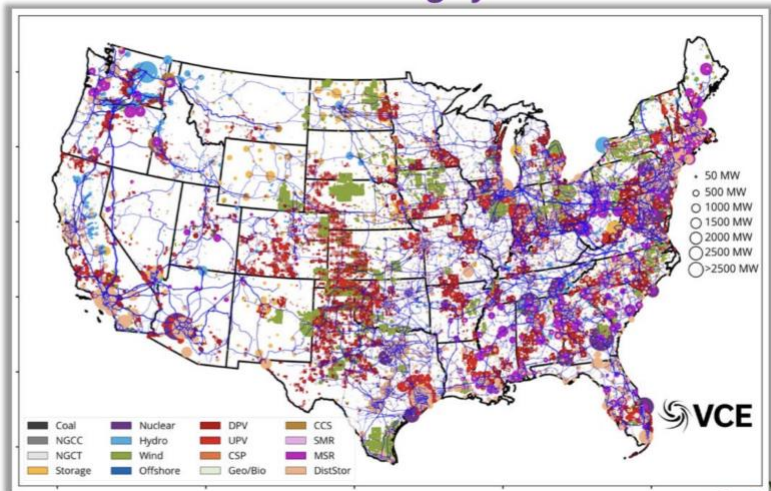 50 MW
500 MW
1000 MW
1500 MW
2000 MW
2500 MW
>2500 MW
VCE
Coal Nuclear DPV CCS
NGCC Hydro UPV SMR
NGCT Wind CSP MSR
Storage Offshore Geo/Bio DistStor